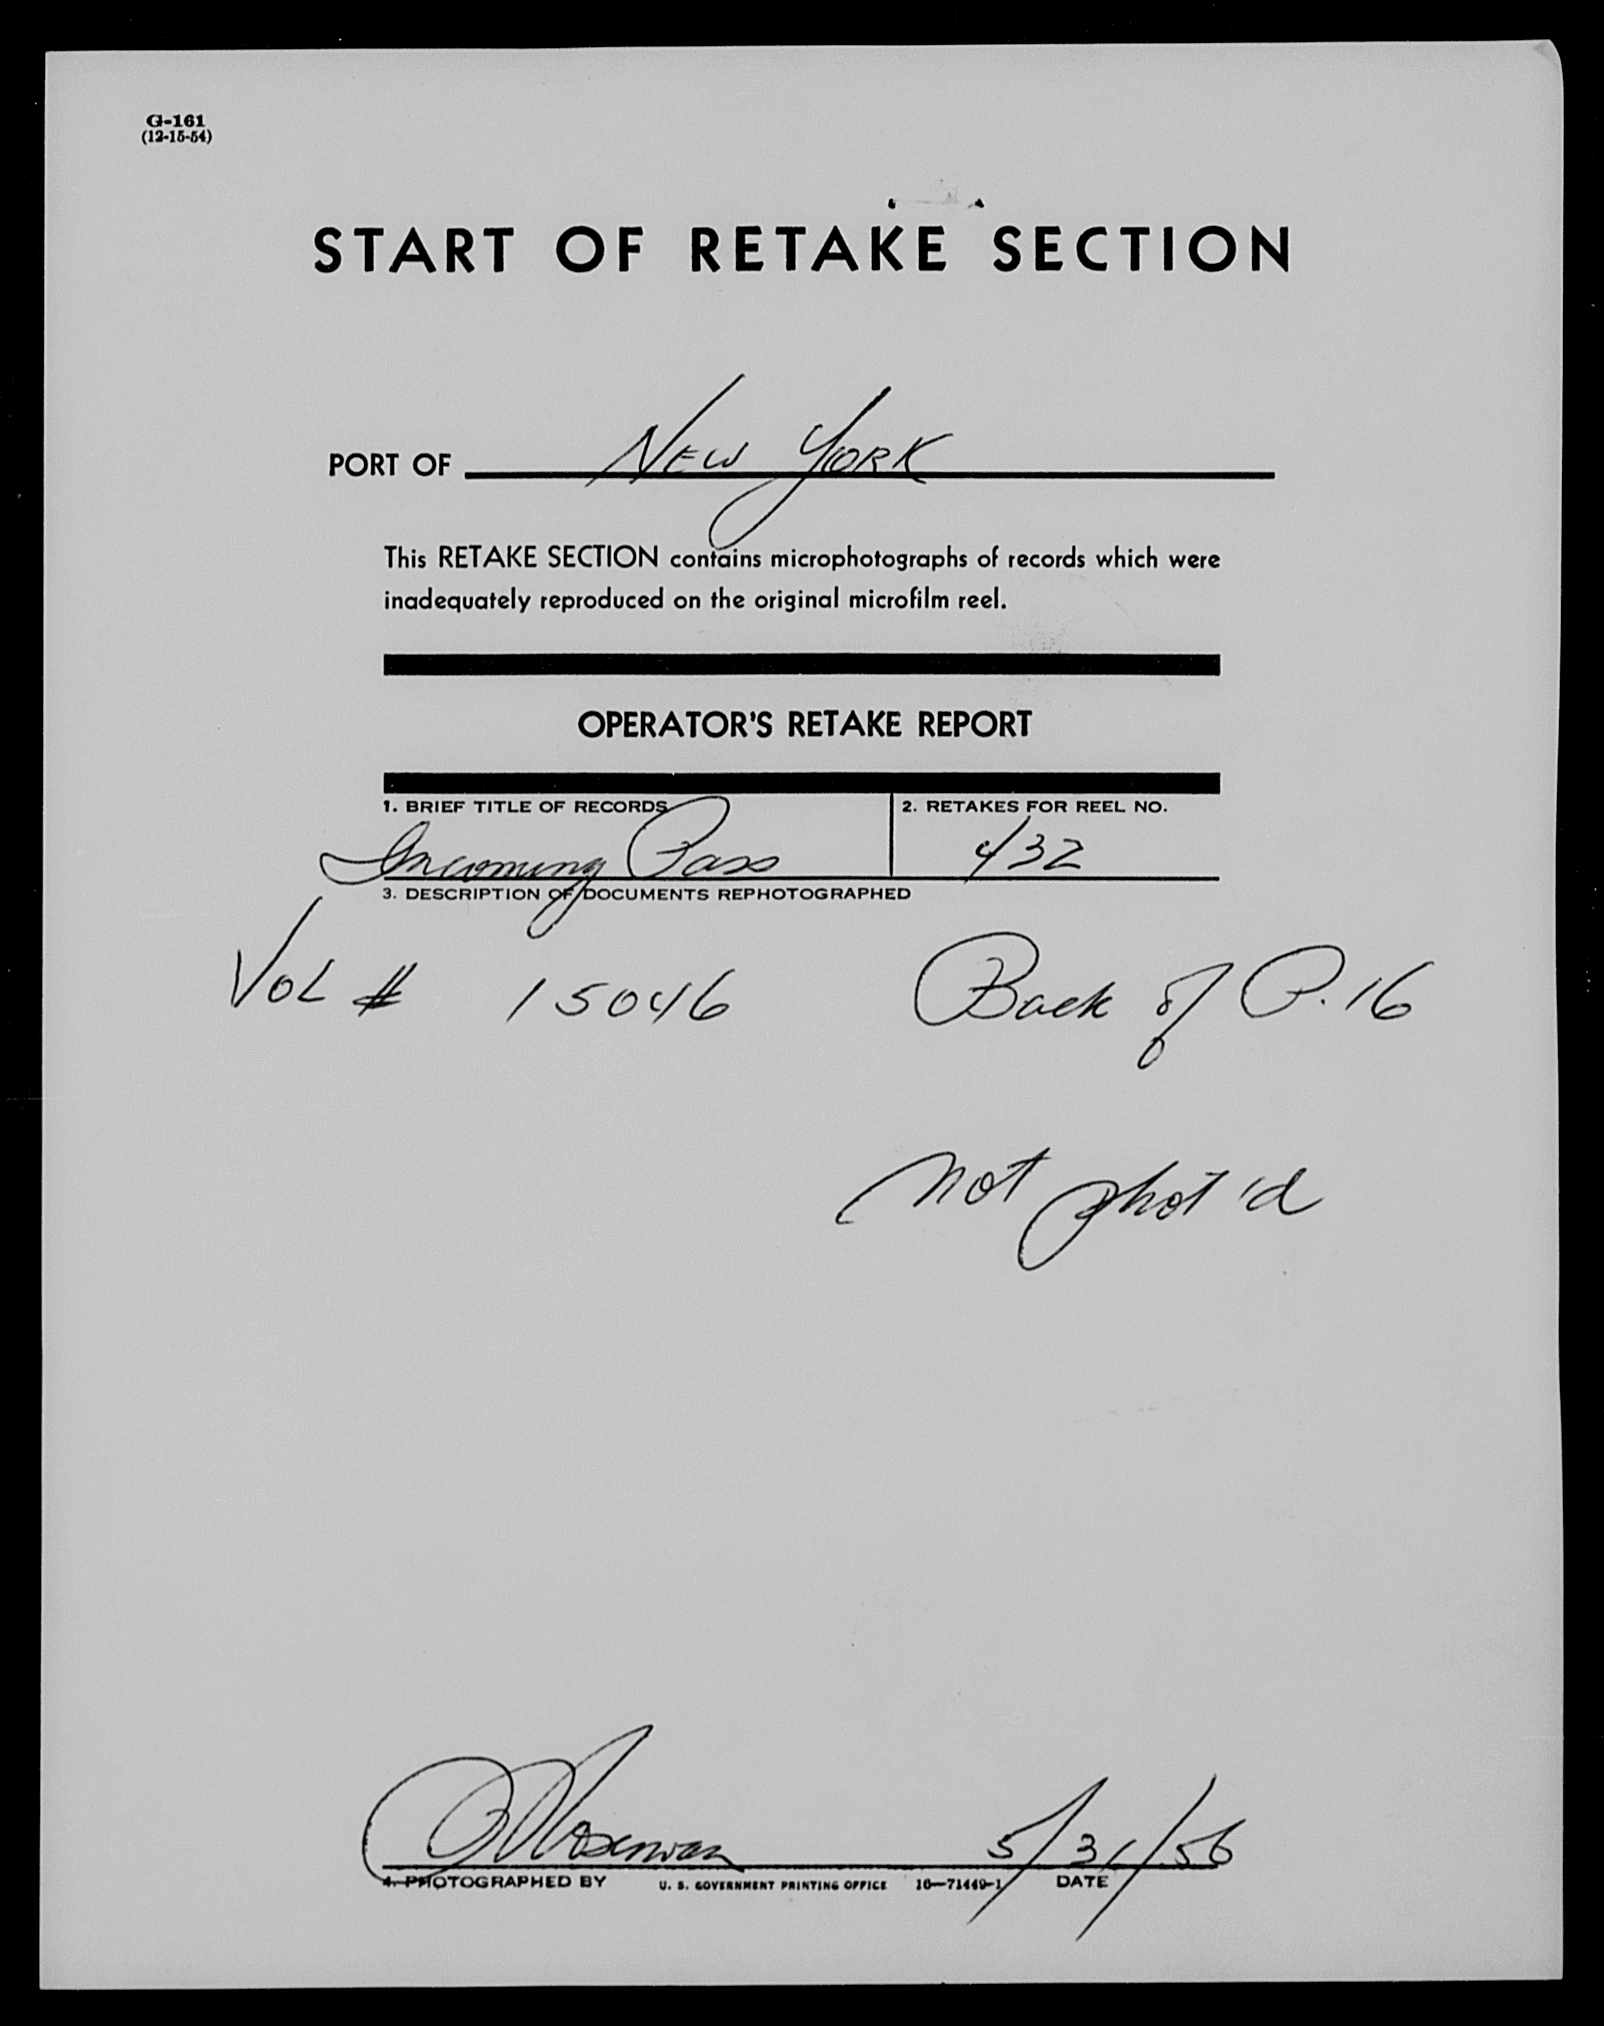 G-161
(12-15-54)
START OF RETAKE SECTION
PORT OF NEW YORK
This RETAKE SECTION contains microphotographs of records which were
inadequately reproduced on the original microfilm reel.
OPERATOR'S RETAKE REPORT
1. BRIEF TITLE OF RECORDS 2. RETAKES FOR REEL NO.
Incoming Pass 432
3. DESCRIPTION OF DOCUMENTS REPHOTOGRAPHED
VOL # 15046 Back of P. 16
not phot'd
5/31/56
4. PHOTOGRAPHED BY U. S. GOVERNMENT PRINTING OFFICE 16—71449-1 DATE